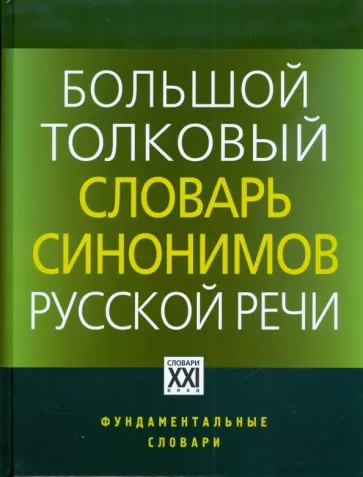 БОЛЬШОЙ
ТОЛКОВЫЙ
СЛОВАРЬ
СИНОНИМОВ
РУССКОЙ РЕЧИ
СЛОВАРИ
XXI
века
ФУНДАМЕНТАЛЬНЫЕ
СЛОВАРИ